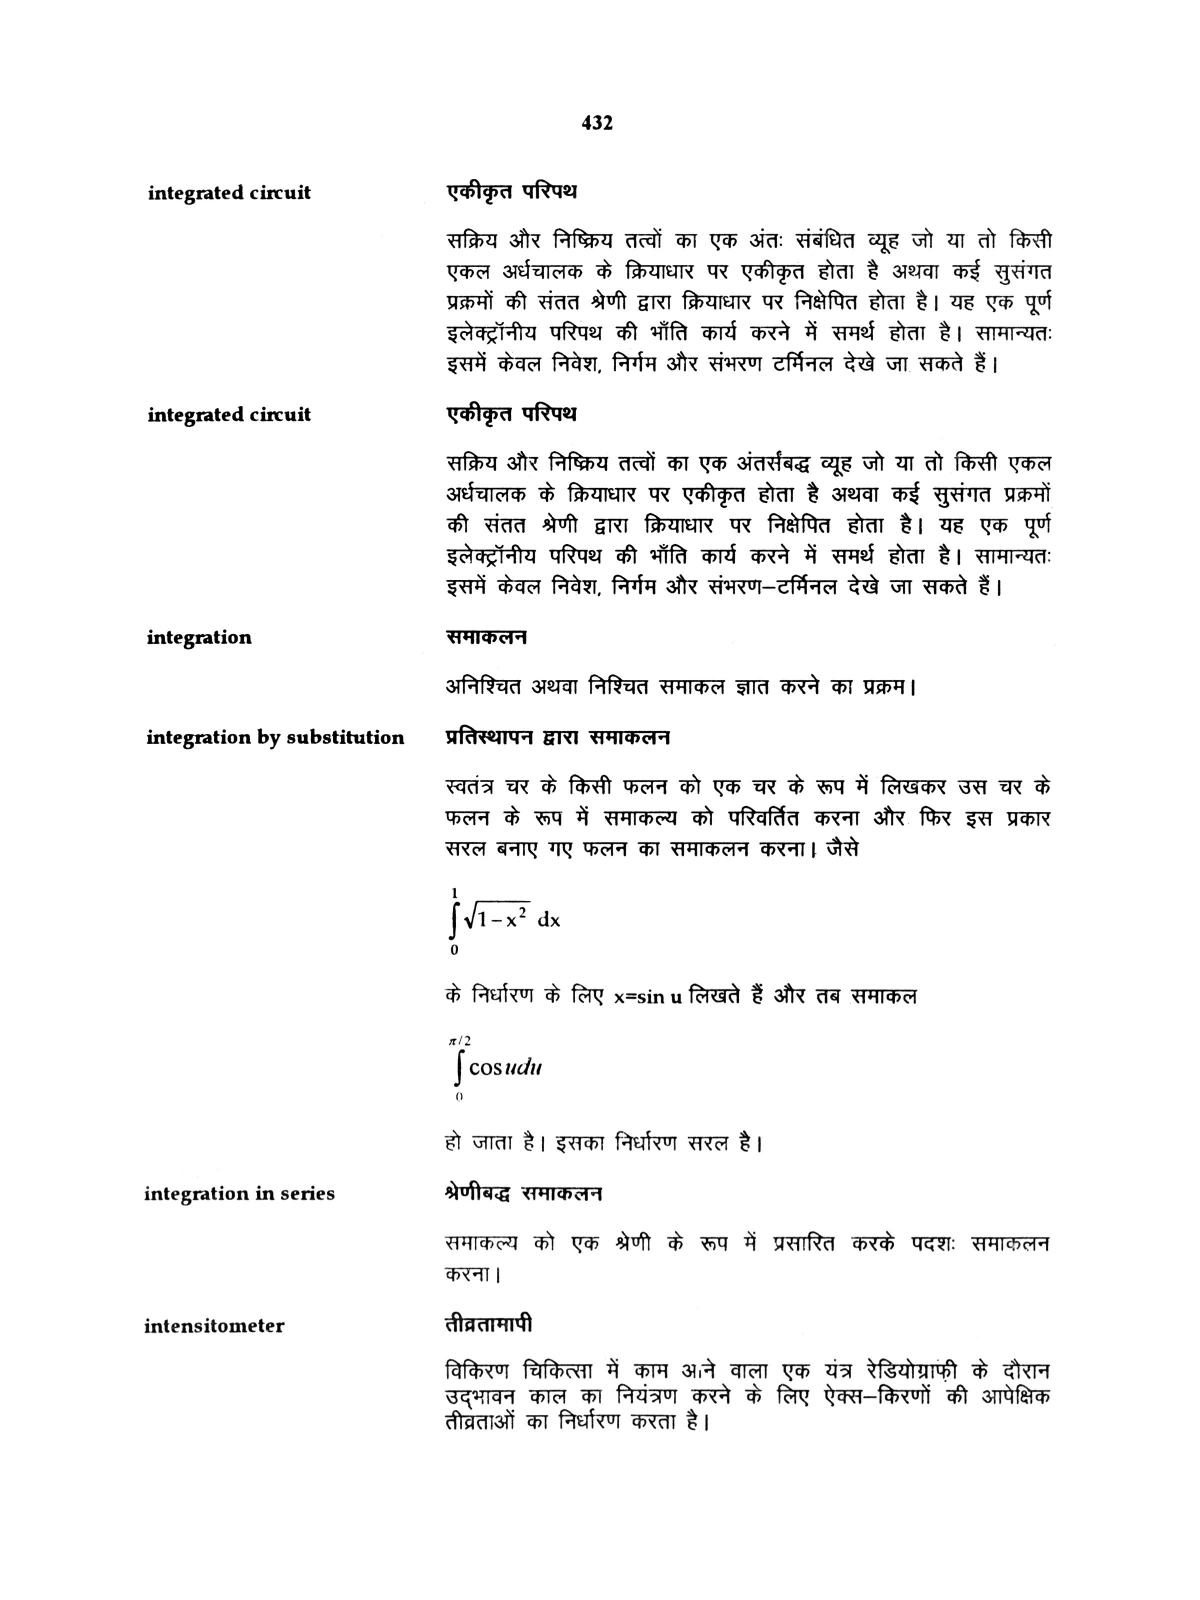 432
integrated circuit एकीकृत परिपथ
सक्रिय और निष्क्रिय तत्वों का एक अंतः संबंधित व्यूह जो या तो किसी
एकल अर्धचालक के क्रियाधार पर एकीकृत होता है अथवा कई सुसंगत
प्रक्रमों की संतत श्रेणी द्वारा क्रियाधार पर निक्षेपित होता है। यह एक पूर्ण
इलेक्ट्रॉनीय परिपथ की भाँति कार्य करने में समर्थ होता है। सामान्यतः
इसमें केवल निवेश, निर्गम और संभरण टर्मिनल देखे जा सकते हैं।
integrated circuit एकीकृत परिपथ
सक्रिय और निष्क्रिय तत्वों का एक अंतर्संबद्ध व्यूह जो या तो किसी एकल
अर्धचालक के क्रियाधार पर एकीकृत होता है अथवा कई सुसंगत प्रक्रमों
की संतत श्रेणी द्वारा क्रियाधार पर निक्षेपित होता है। यह एक पूर्ण
इलेक्ट्रॉनीय परिपथ की भाँति कार्य करने में समर्थ होता है। सामान्यतः
इसमें केवल निवेश, निर्गम और संभरण–टर्मिनल देखे जा सकते हैं।
integration समाकलन
अनिश्चित अथवा निश्चित समाकल ज्ञात करने का प्रक्रम।
integration by substitution प्रतिस्थापन द्वारा समाकलन
स्वतंत्र चर के किसी फलन को एक चर के रूप में लिखकर उस चर के
फलन के रूप में समाकल्य को परिवर्तित करना और फिर इस प्रकार
सरल बनाए गए फलन का समाकलन करना। जैसे
1
∫√1–x² dx
0
के निर्धारण के लिए x=sin u लिखते हैं और तब समाकल
π/2
∫cos udu
0
हो जाता है। इसका निर्धारण सरल है।
integration in series श्रेणीबद्ध समाकलन
समाकल्य को एक श्रेणी के रूप में प्रसारित करके पदशः समाकलन
करना।
intensitometer तीव्रतामापी
विकिरण चिकित्सा में काम आने वाला एक यंत्र रेडियोग्राफी के दौरान
उद्भावन काल का नियंत्रण करने के लिए ऐक्स–किरणों की आपेक्षिक
तीव्रताओं का निर्धारण करता है।